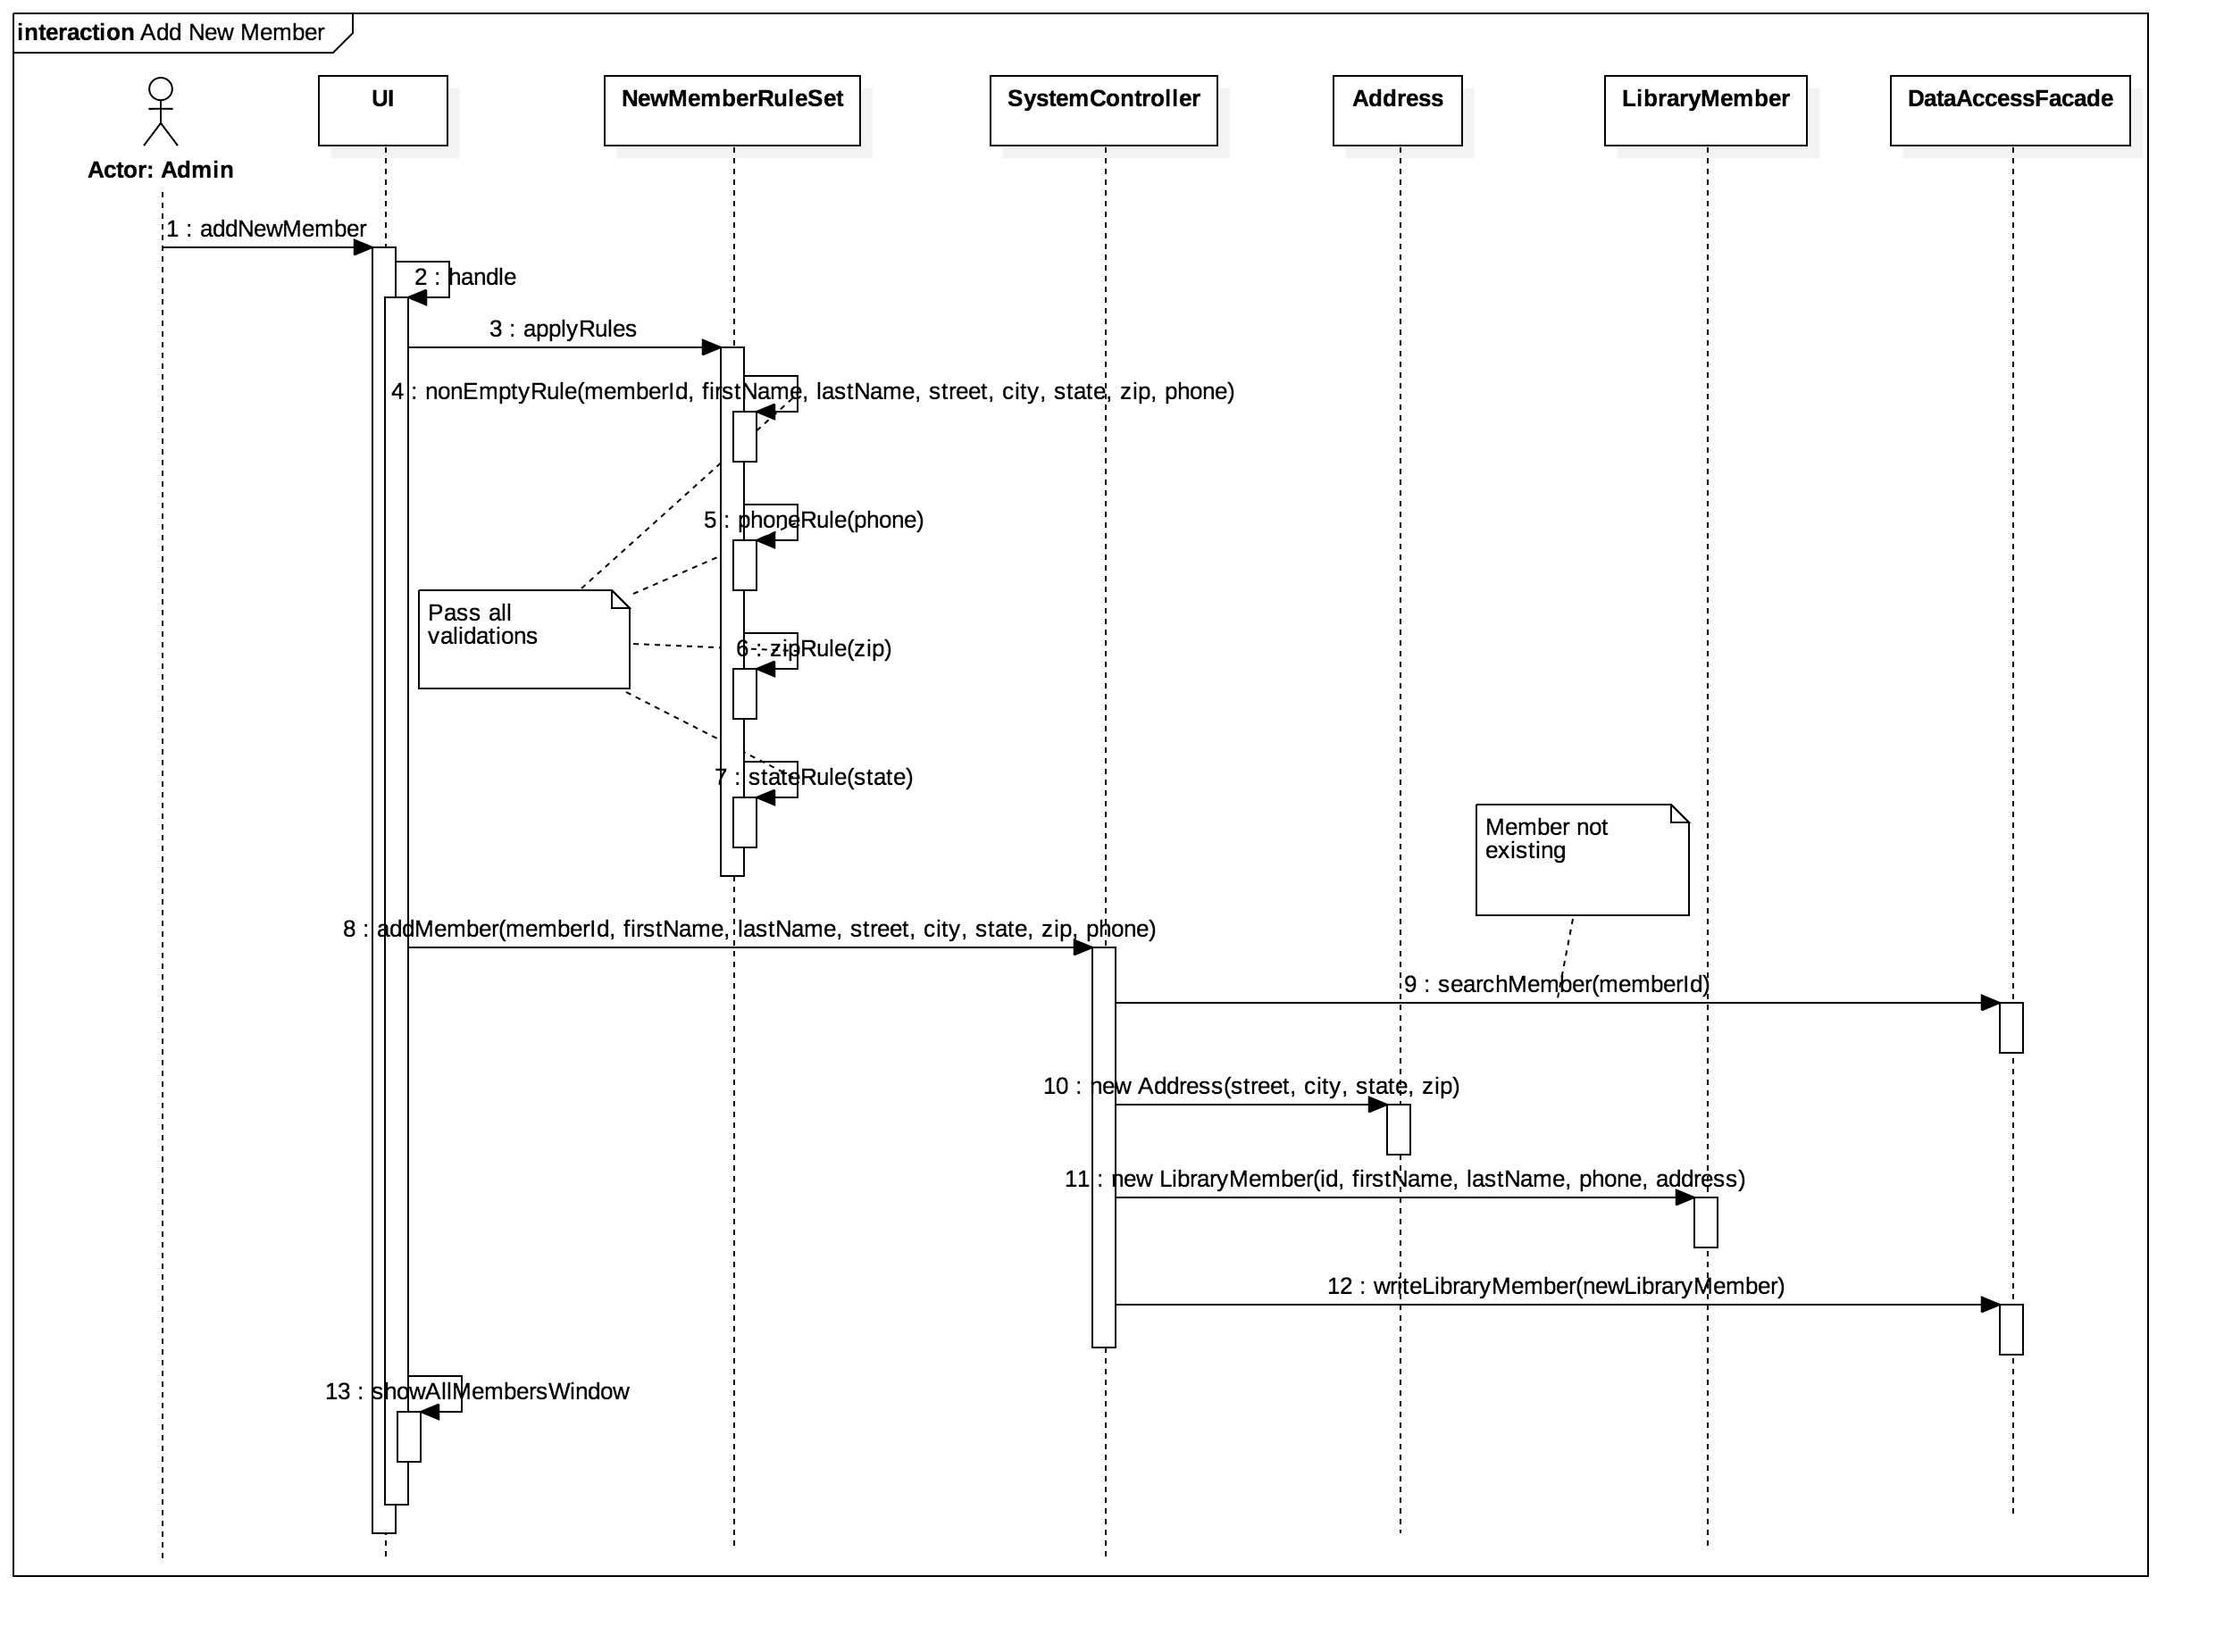 interaction Add New Member
Actor: Admin
UI
NewMemberRuleSet
SystemController
Address
LibraryMember
DataAccessFacade
1 : addNewMember
2 : handle
3 : applyRules
4 : nonEmptyRule(memberId, firstName, lastName, street, city, state, zip, phone)
5 : phoneRule(phone)
Pass all
validations
6 : zipRule(zip)
7 : stateRule(state)
Member not
existing
8 : addMember(memberId, firstName, lastName, street, city, state, zip, phone)
9 : searchMember(memberId)
10 : new Address(street, city, state, zip)
11 : new LibraryMember(id, firstName, lastName, phone, address)
12 : writeLibraryMember(newLibraryMember)
13 : showAllMembersWindow